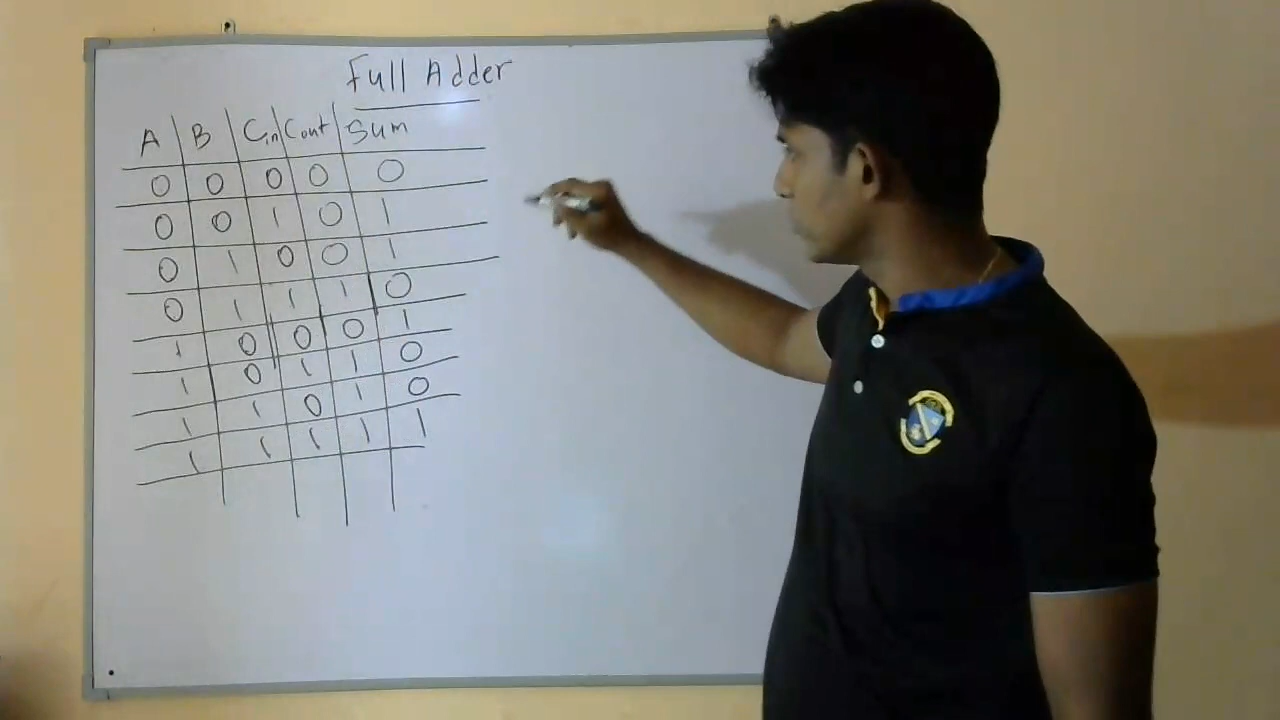 Full Adder
A B Cin Cout Sum
0 0 0 0 0
0 0 1 0 1
0 1 0 0 1
0 1 1 1 0
1 0 0 0 1
1 0 1 1 0
1 1 0 1 0
1 1 1 1 1